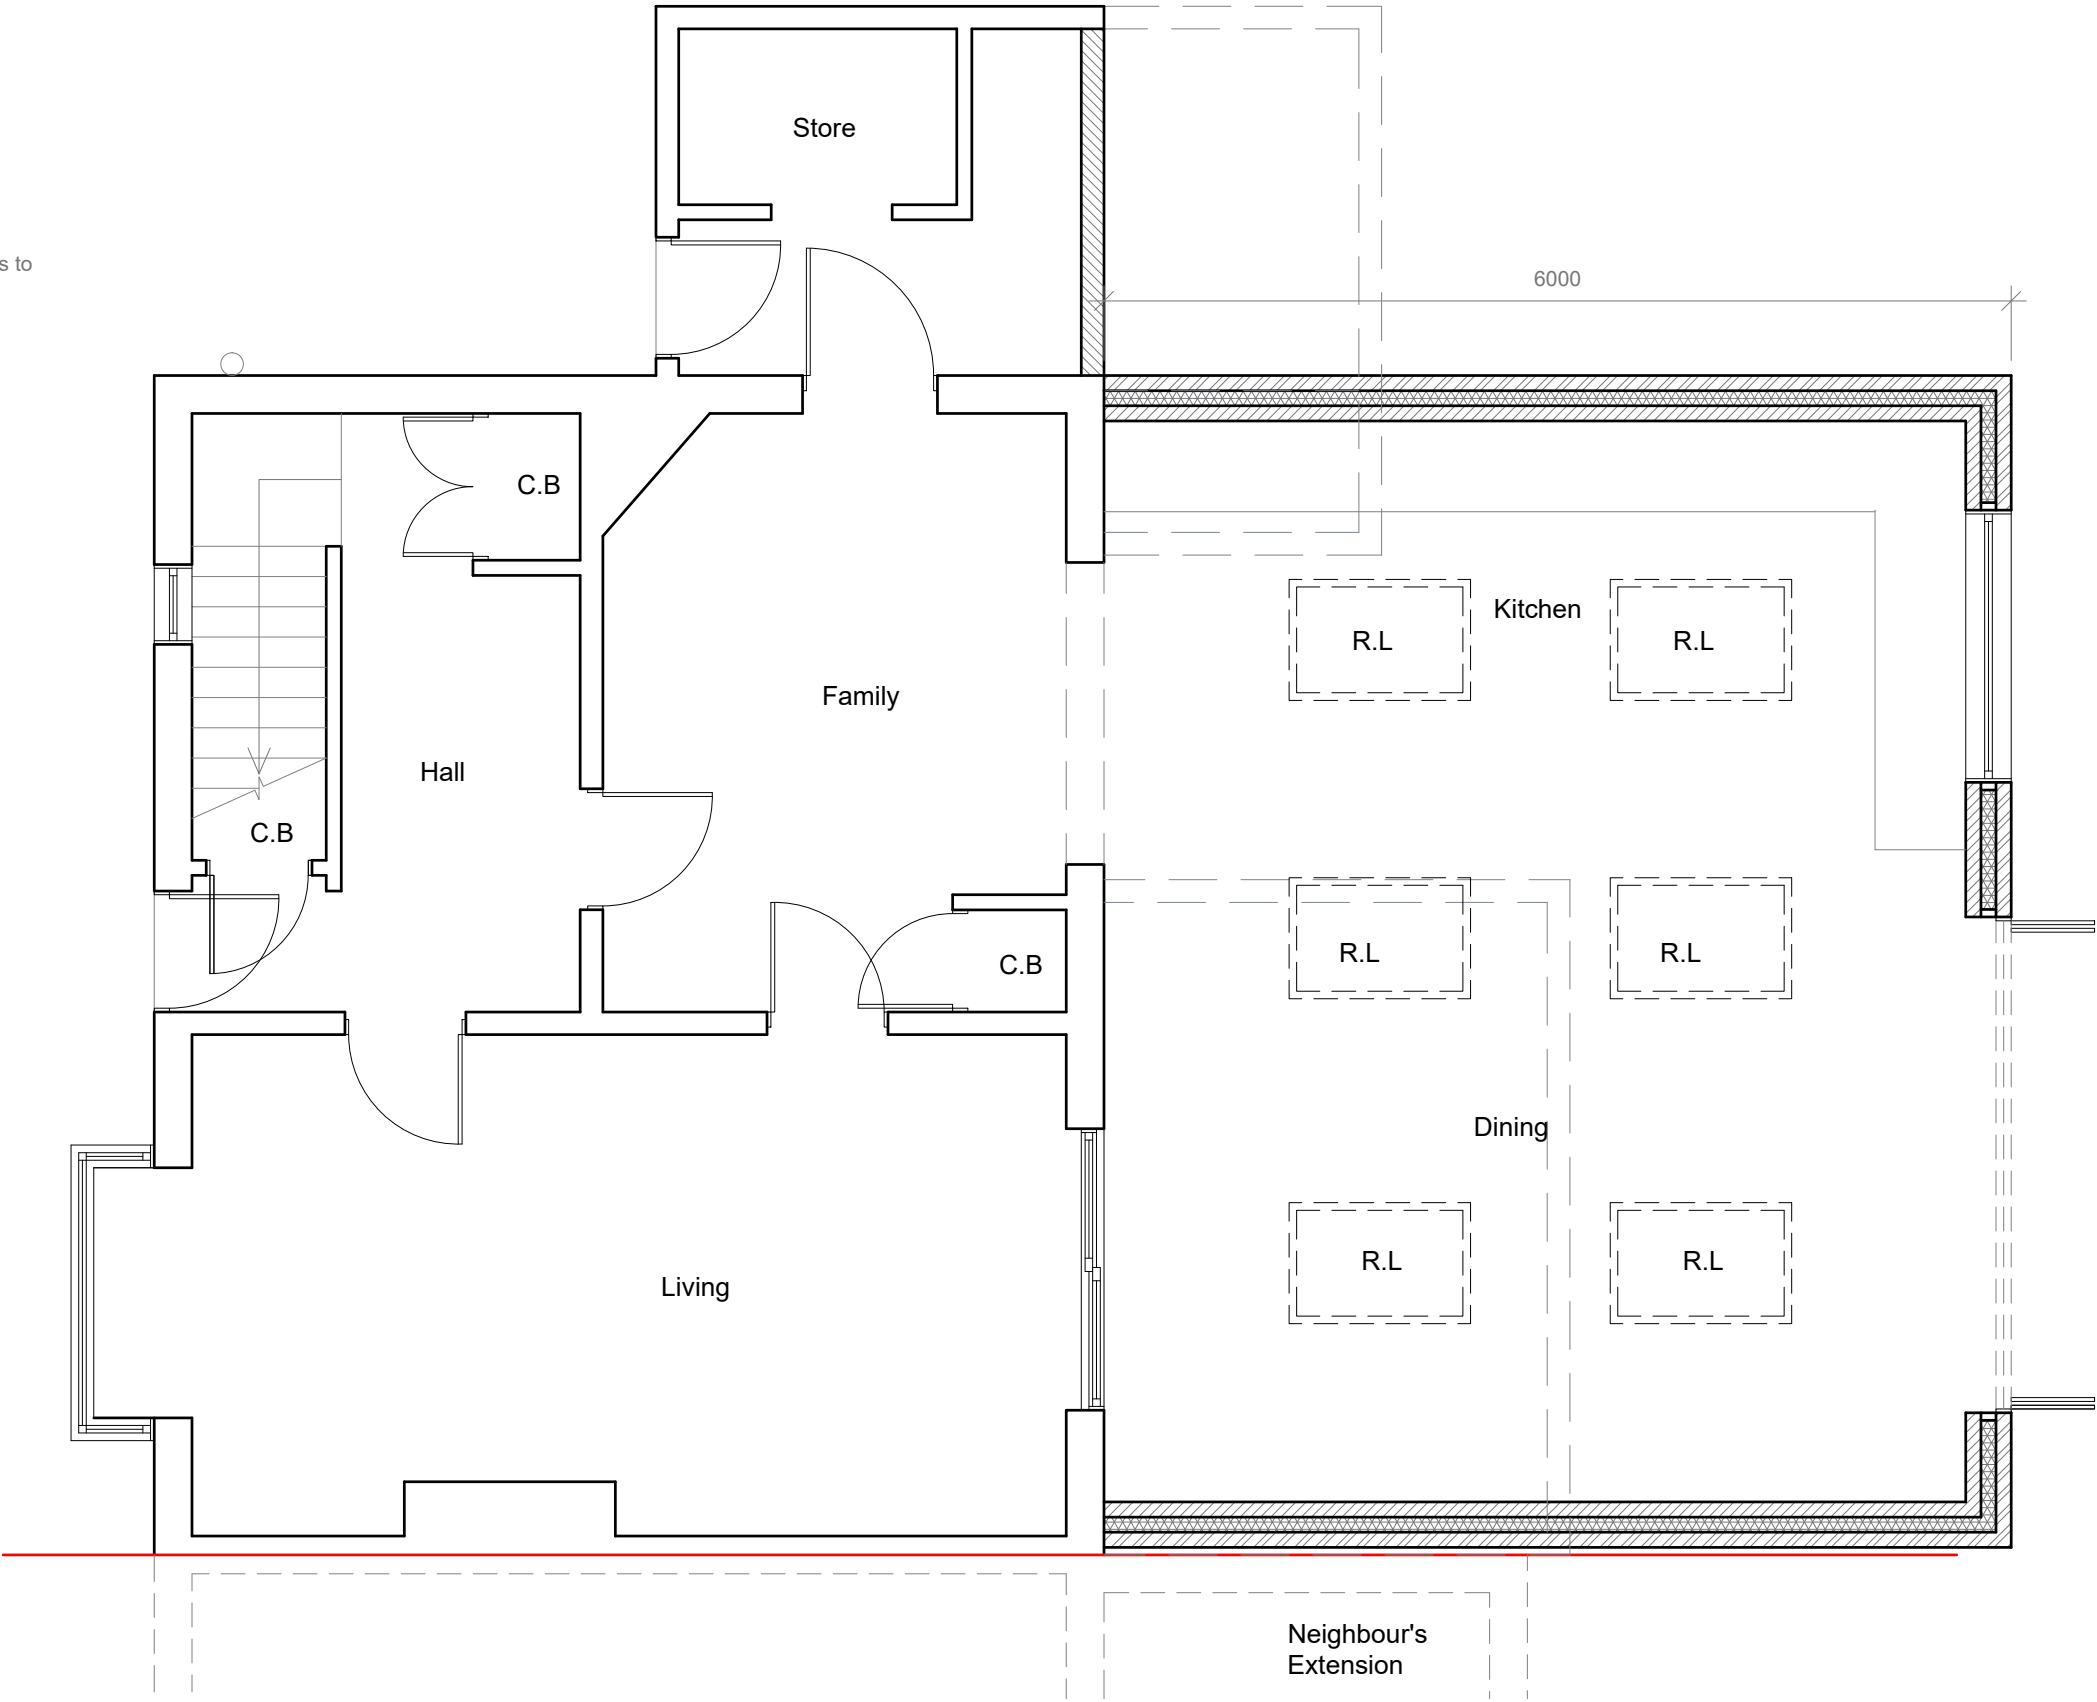 Store
s to
6000
C.B
Kitchen
R.L
R.L
Family
Hall
C.B
R.L
R.L
C.B
Dining
R.L
R.L
Living
Neighbour's
Extension